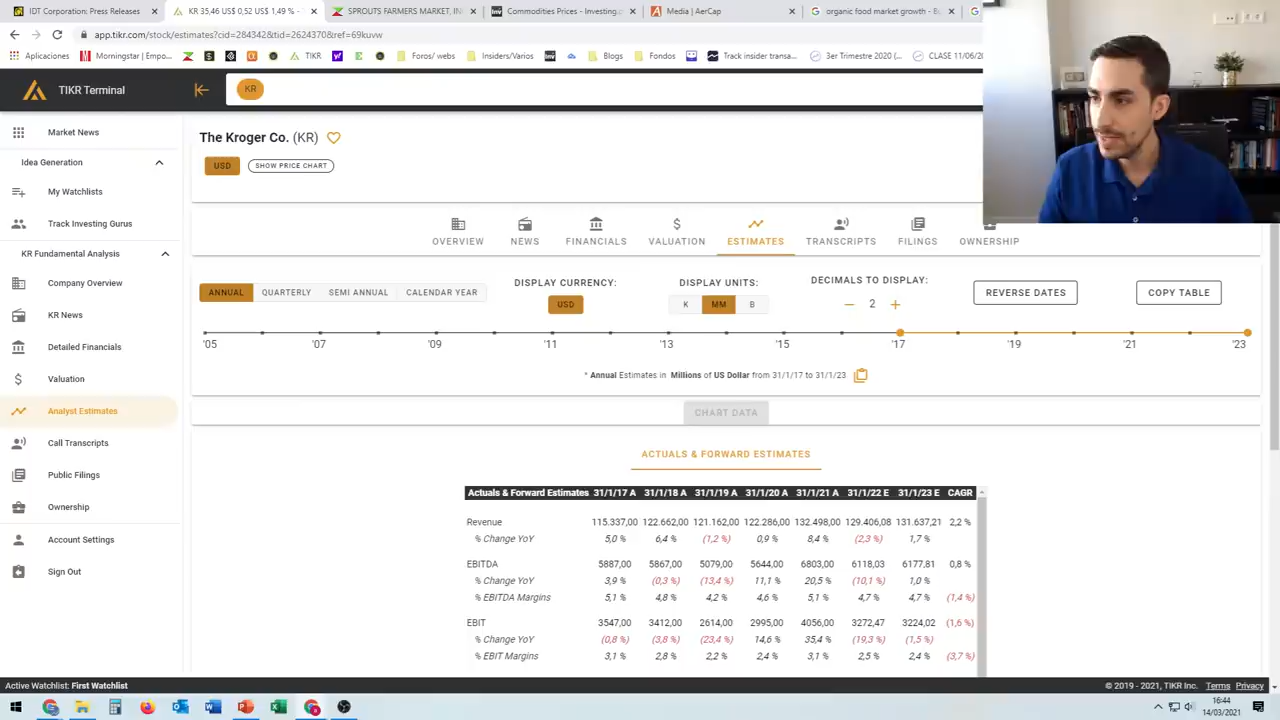 IDT Corporation: Press Releases
KR 35,46 US$ 0,52 US$ 1,49 %
SPROUTS FARMERS MARKET, IN
Commodities Prices - Investing.c
Media | AerCap
organic food market growth - Bu
app.tikr.com/stock/estimates?cid=284342&tid=2624370&ref=69kuvw
Aplicaciones
Morningstar | Empo...
TIKR
Foros/ webs
Insiders/Varios
Blogs
Fondos
Track insider transa...
3er Trimestre 2020 (...
CLASE 11/06/20
TIKR Terminal
KR
Market News
Idea Generation
My Watchlists
Track Investing Gurus
KR Fundamental Analysis
Company Overview
KR News
Detailed Financials
Valuation
Analyst Estimates
Call Transcripts
Public Filings
Ownership
Account Settings
Sign Out
The Kroger Co. (KR)
USD
SHOW PRICE CHART
OVERVIEW NEWS FINANCIALS VALUATION ESTIMATES TRANSCRIPTS FILINGS OWNERSHIP
ANNUAL QUARTERLY SEMI ANNUAL CALENDAR YEAR
DISPLAY CURRENCY:
USD
DISPLAY UNITS:
K MM B
DECIMALS TO DISPLAY:
2
REVERSE DATES
COPY TABLE
'05 '07 '09 '11 '13 '15 '17 '19 '21 '23
* Annual Estimates in Millions of US Dollar from 31/1/17 to 31/1/23
CHART DATA
ACTUALS & FORWARD ESTIMATES
Actuals & Forward Estimates 31/1/17 A 31/1/18 A 31/1/19 A 31/1/20 A 31/1/21 A 31/1/22 E 31/1/23 E CAGR
Revenue 115.337,00 122.662,00 121.162,00 122.286,00 132.498,00 129.406,08 131.637,21 2,2 %
% Change YoY 5,0 % 6,4 % (1,2 %) 0,9 % 8,4 % (2,3 %) 1,7 %
EBITDA 5887,00 5867,00 5079,00 5644,00 6803,00 6118,03 6177,81 0,8 %
% Change YoY 3,9 % (0,3 %) (13,4 %) 11,1 % 20,5 % (10,1 %) 1,0 %
% EBITDA Margins 5,1 % 4,8 % 4,2 % 4,6 % 5,1 % 4,7 % 4,7 % (1,4 %)
EBIT 3547,00 3412,00 2614,00 2995,00 4056,00 3272,47 3224,02 (1,6 %)
% Change YoY (0,8 %) (3,8 %) (23,4 %) 14,6 % 35,4 % (19,3 %) (1,5 %)
% EBIT Margins 3,1 % 2,8 % 2,2 % 2,4 % 3,1 % 2,5 % 2,4 % (3,7 %)
Active Watchlist: First Watchlist
© 2019 - 2021, TIKR Inc. Terms Privacy
16:44
14/03/2021